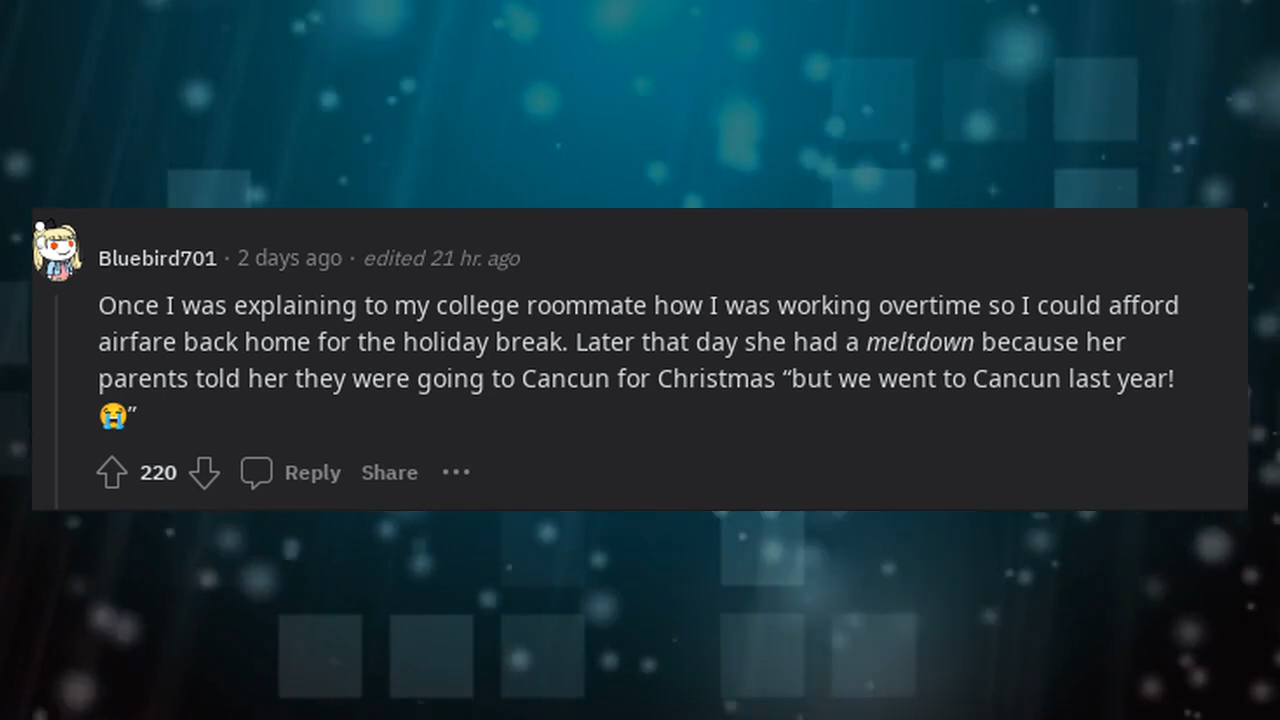 Bluebird701 · 2 days ago · edited 21 hr. ago
Once I was explaining to my college roommate how I was working overtime so I could afford
airfare back home for the holiday break. Later that day she had a meltdown because her
parents told her they were going to Cancun for Christmas “but we went to Cancun last year!
😭”
220 Reply Share ···